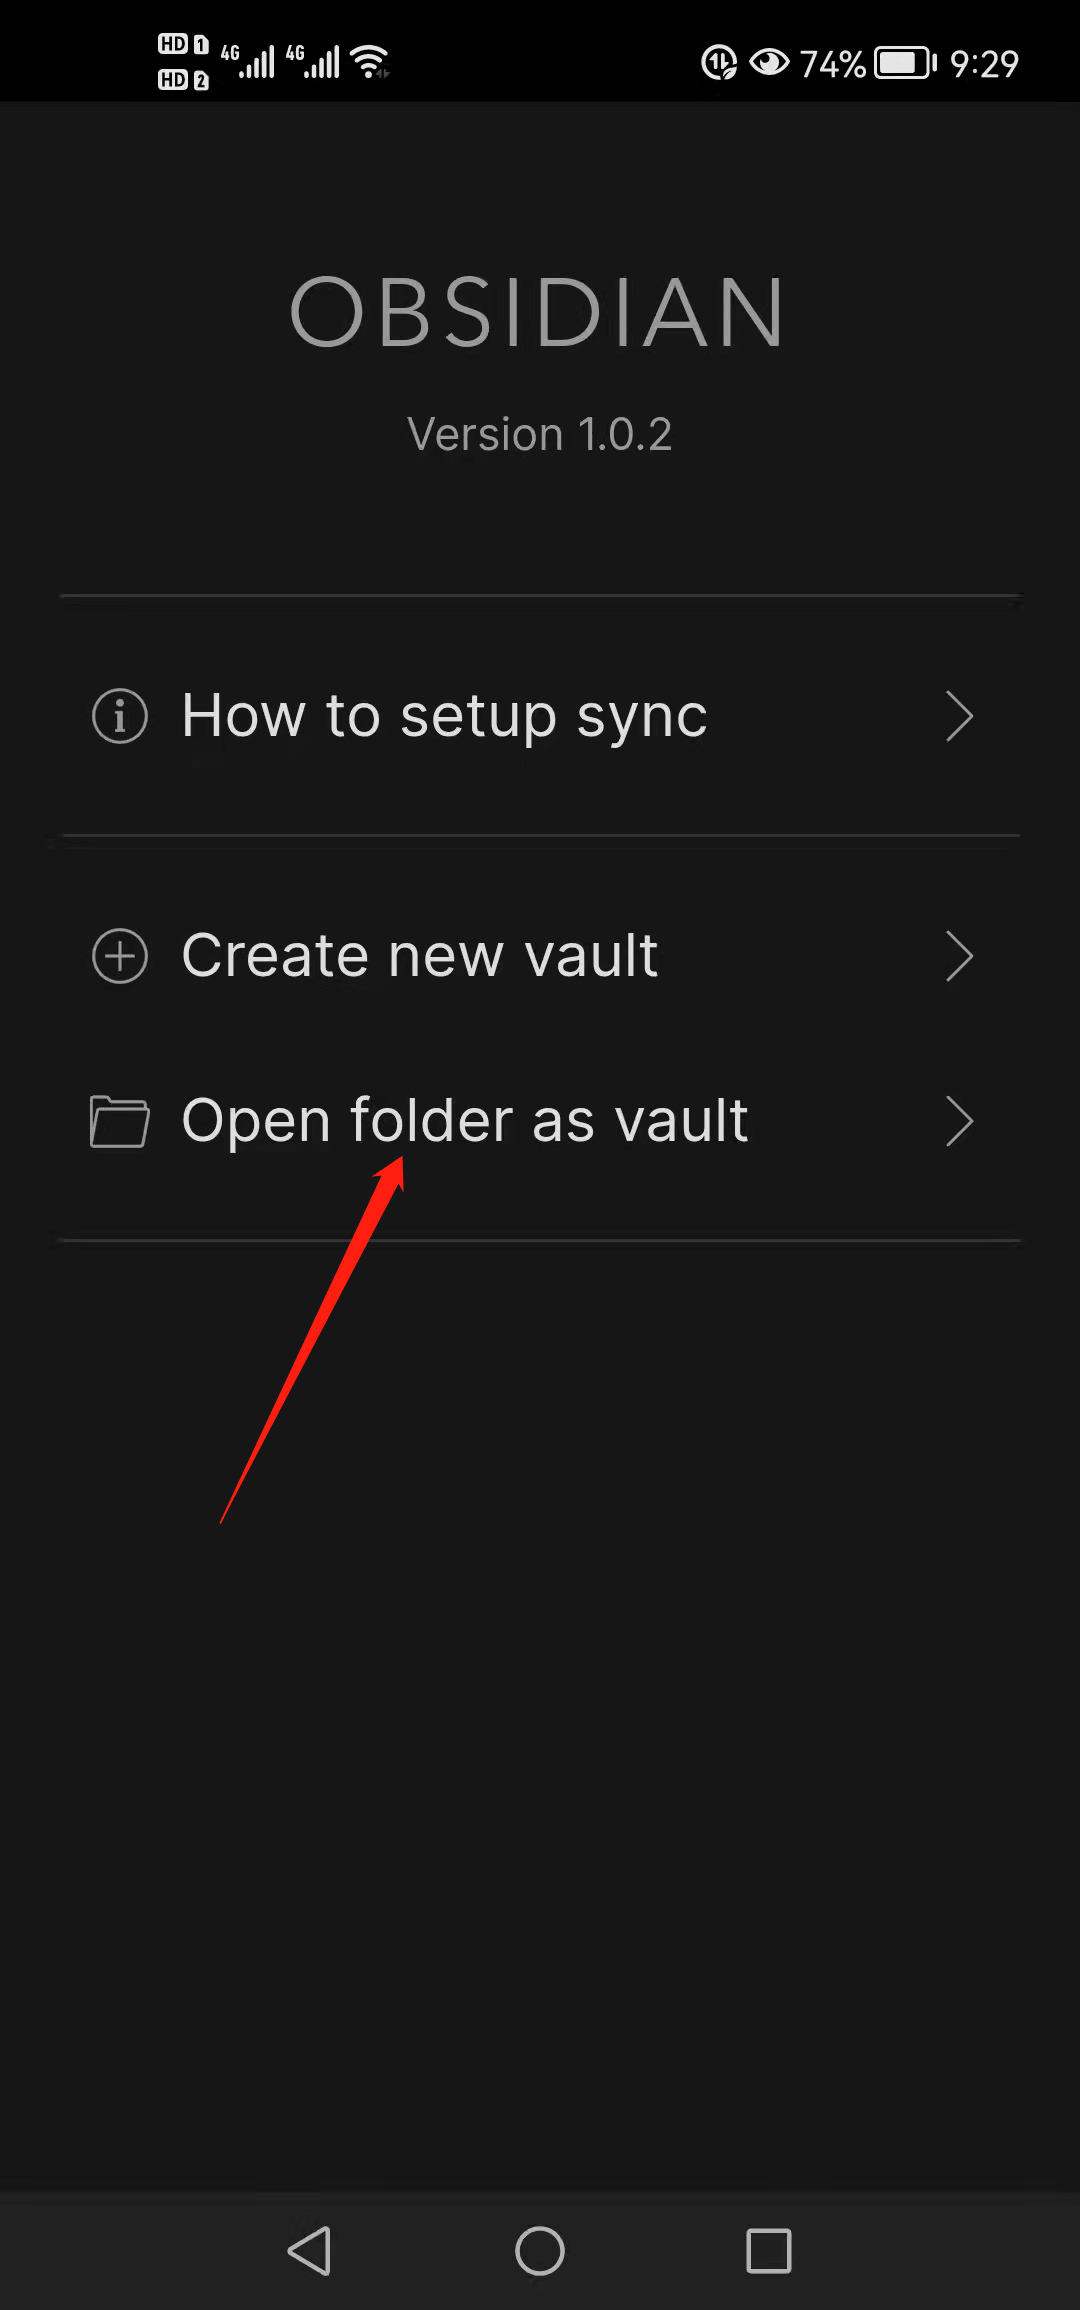 HD 1 4G 4G 74% 9:29
HD 2
OBSIDIAN
Version 1.0.2
How to setup sync
Create new vault
Open folder as vault